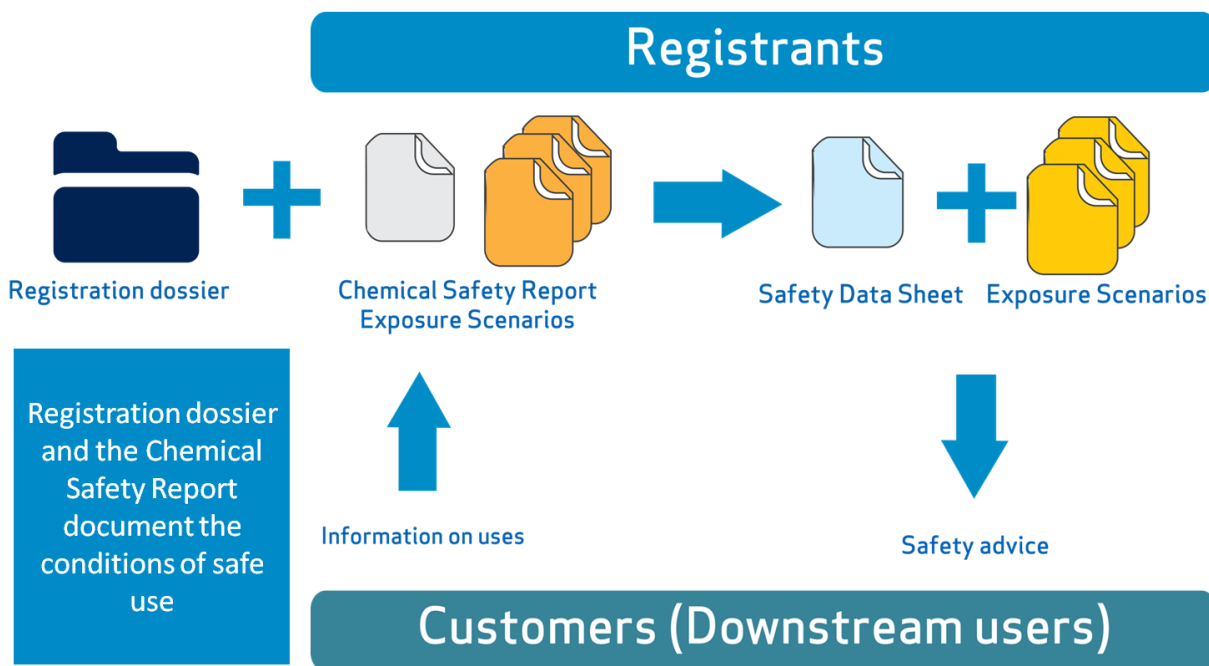 Registrants
Registration dossier
Chemical Safety Report
Exposure Scenarios
Safety Data Sheet
Exposure Scenarios
Registration dossier
and the Chemical
Safety Report
document the
conditions of safe
use
Information on uses
Safety advice
Customers (Downstream users)